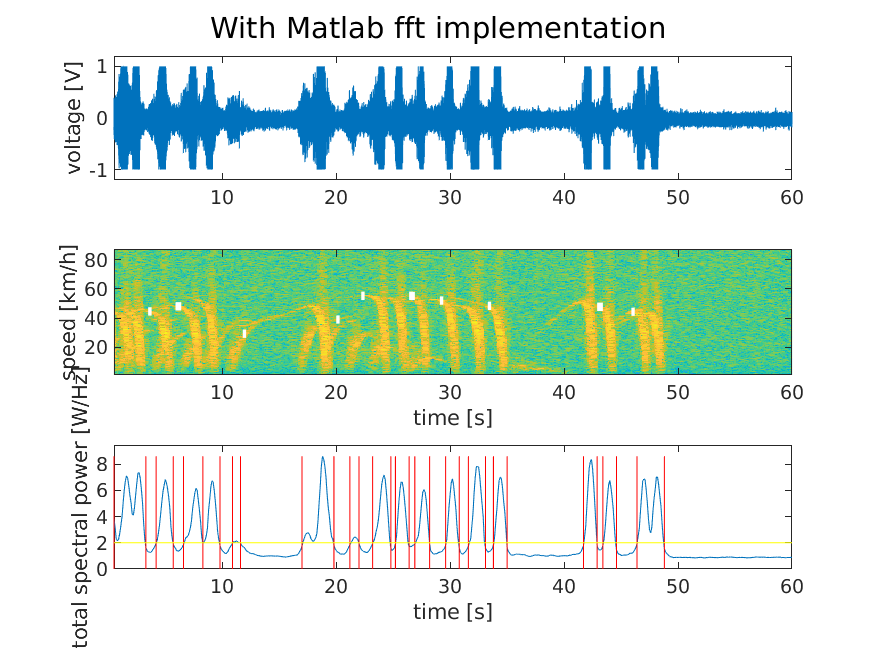 With Matlab fft implementation
voltage [V]
1
0
-1
10 20 30 40 50 60
speed [km/h]
80
60
40
20
10 20 30 40 50 60
time [s]
total spectral power [W/Hz]
8
6
4
2
0
10 20 30 40 50 60
time [s]